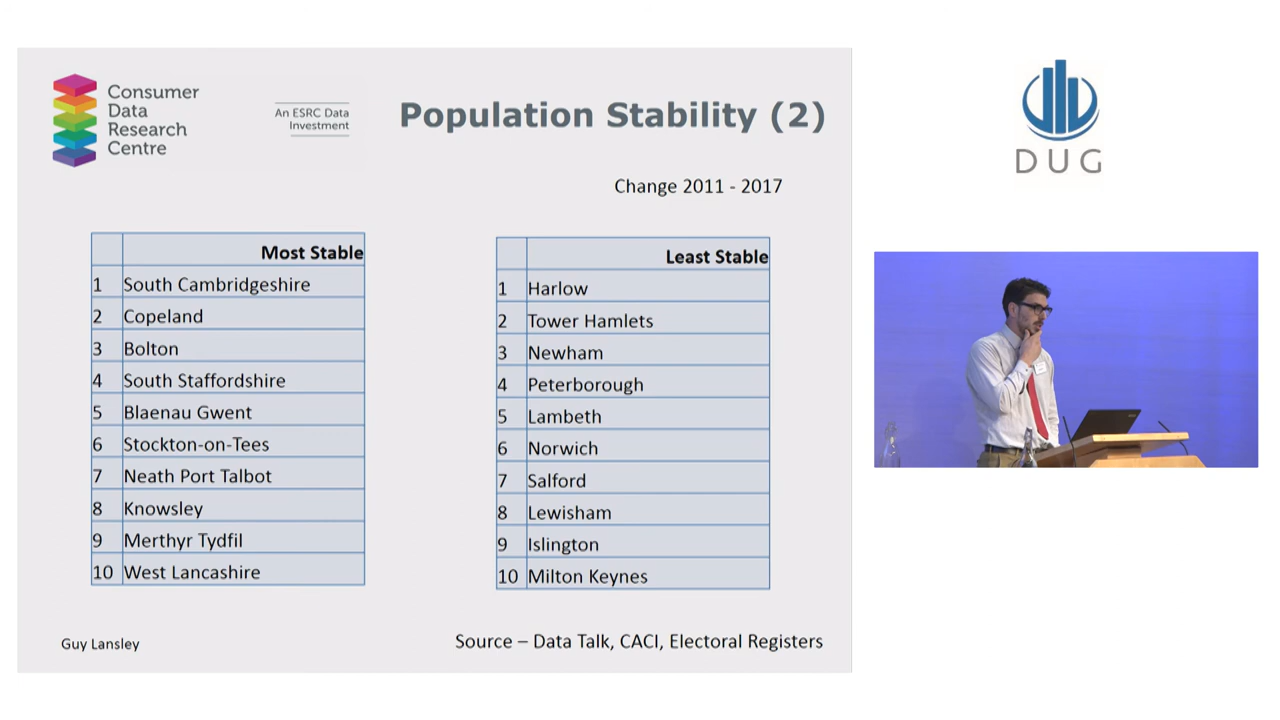 Consumer
Data
Research
Centre
An ESRC Data
Investment
Population Stability (2)
Change 2011 - 2017
Most Stable
1 South Cambridgeshire
2 Copeland
3 Bolton
4 South Staffordshire
5 Blaenau Gwent
6 Stockton-on-Tees
7 Neath Port Talbot
8 Knowsley
9 Merthyr Tydfil
10 West Lancashire
Least Stable
1 Harlow
2 Tower Hamlets
3 Newham
4 Peterborough
5 Lambeth
6 Norwich
7 Salford
8 Lewisham
9 Islington
10 Milton Keynes
Guy Lansley
Source – Data Talk, CACI, Electoral Registers
DUG